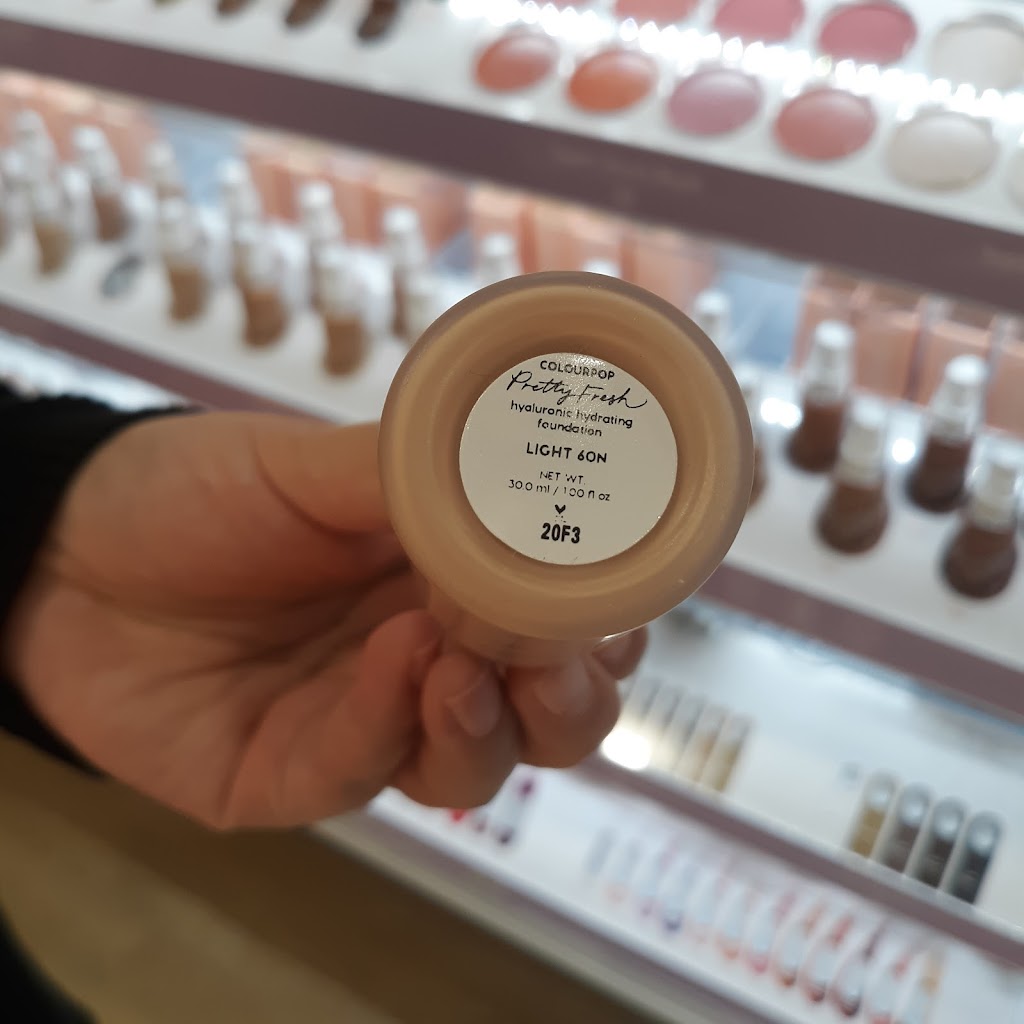 COLOURPOP
Pretty Fresh
hyaluronic hydrating
foundation
LIGHT 60N
NET WT.
30.0 ml / 1.00 fl oz
20F3